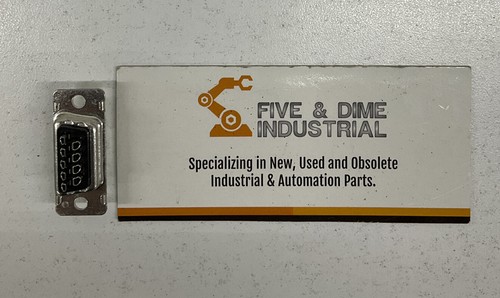 FIVE & DIME
INDUSTRIAL
Specializing in New, Used and Obsolete
Industrial & Automation Parts.